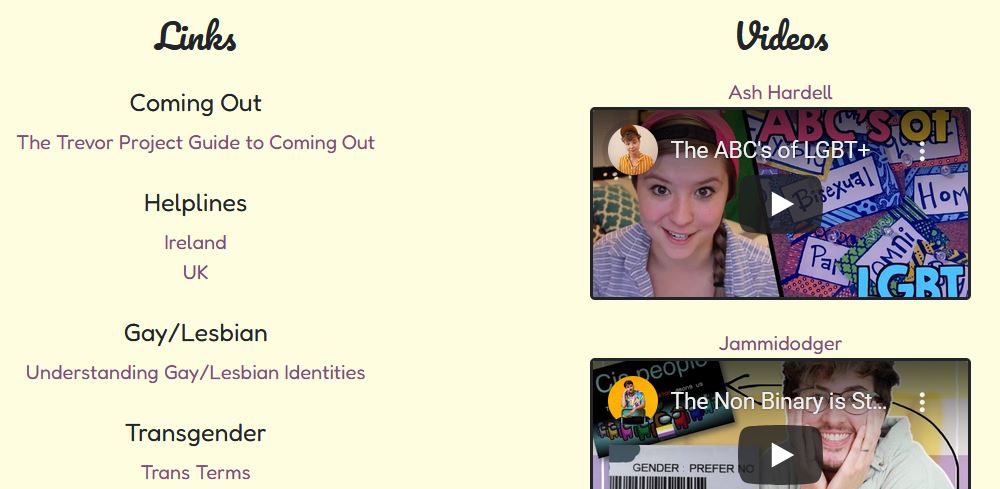 Links
Coming Out
The Trevor Project Guide to Coming Out
Helplines
Ireland
UK
Gay/Lesbian
Understanding Gay/Lesbian Identities
Transgender
Trans Terms
Videos
Ash Hardell
The ABC's of LGBT+
ABC's of
Bisexual
Hom
Pan
Omni
LGBT
Jammidodger
Cis people
The Non Binary is St...
GENDER : PREFER NO